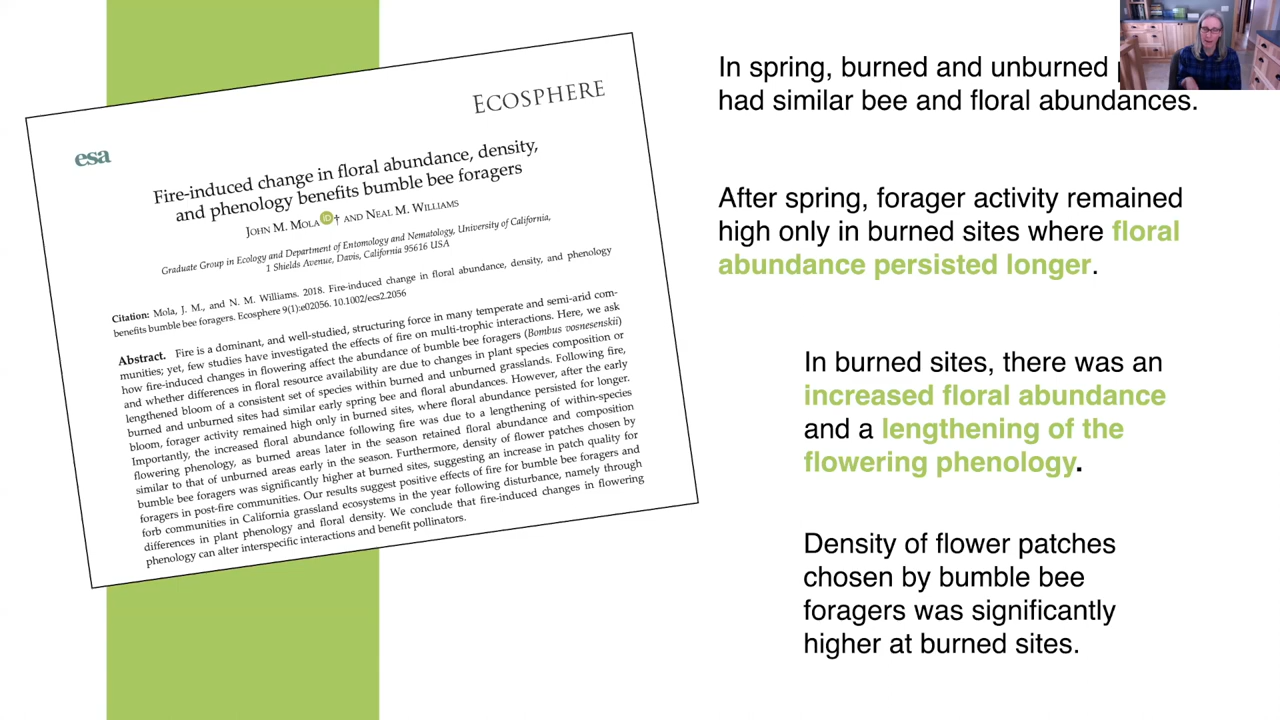 ECOSPHERE
esa
Fire-induced change in floral abundance, density,
and phenology benefits bumble bee foragers
JOHN M. MOLA iD † AND NEAL M. WILLIAMS
Graduate Group in Ecology and Department of Entomology and Nematology, University of California,
1 Shields Avenue, Davis, California 95616 USA
Citation: Mola, J. M., and N. M. Williams. 2018. Fire-induced change in floral abundance, density, and phenology
benefits bumble bee foragers. Ecosphere 9(1):e02056. 10.1002/ecs2.2056
Abstract. Fire is a dominant, and well-studied, structuring force in many temperate and semi-arid com-
munities; yet, few studies have investigated the effects of fire on multi-trophic interactions. Here, we ask
how fire-induced changes in flowering affect the abundance of bumble bee foragers (Bombus vosnesenskii)
and whether differences in floral resource availability are due to changes in plant species composition or
lengthened bloom of a consistent set of species within burned and unburned grasslands. Following fire,
burned and unburned sites had similar early spring bee and floral abundances. However, after the early
bloom, forager activity remained high only in burned sites, where floral abundance persisted for longer.
Importantly, the increased floral abundance following fire was due to a lengthening of within-species
flowering phenology, as burned areas later in the season retained floral abundance and composition
similar to that of unburned areas early in the season. Furthermore, density of flower patches chosen by
bumble bee foragers was significantly higher at burned sites, suggesting an increase in patch quality for
foragers in post-fire communities. Our results suggest positive effects of fire for bumble bee foragers and
forb communities in California grassland ecosystems in the year following disturbance, namely through
differences in plant phenology and floral density. We conclude that fire-induced changes in flowering
phenology can alter interspecific interactions and benefit pollinators.
In spring, burned and unburned
had similar bee and floral abundances.
After spring, forager activity remained
high only in burned sites where floral
abundance persisted longer.
In burned sites, there was an
increased floral abundance
and a lengthening of the
flowering phenology.
Density of flower patches
chosen by bumble bee
foragers was significantly
higher at burned sites.